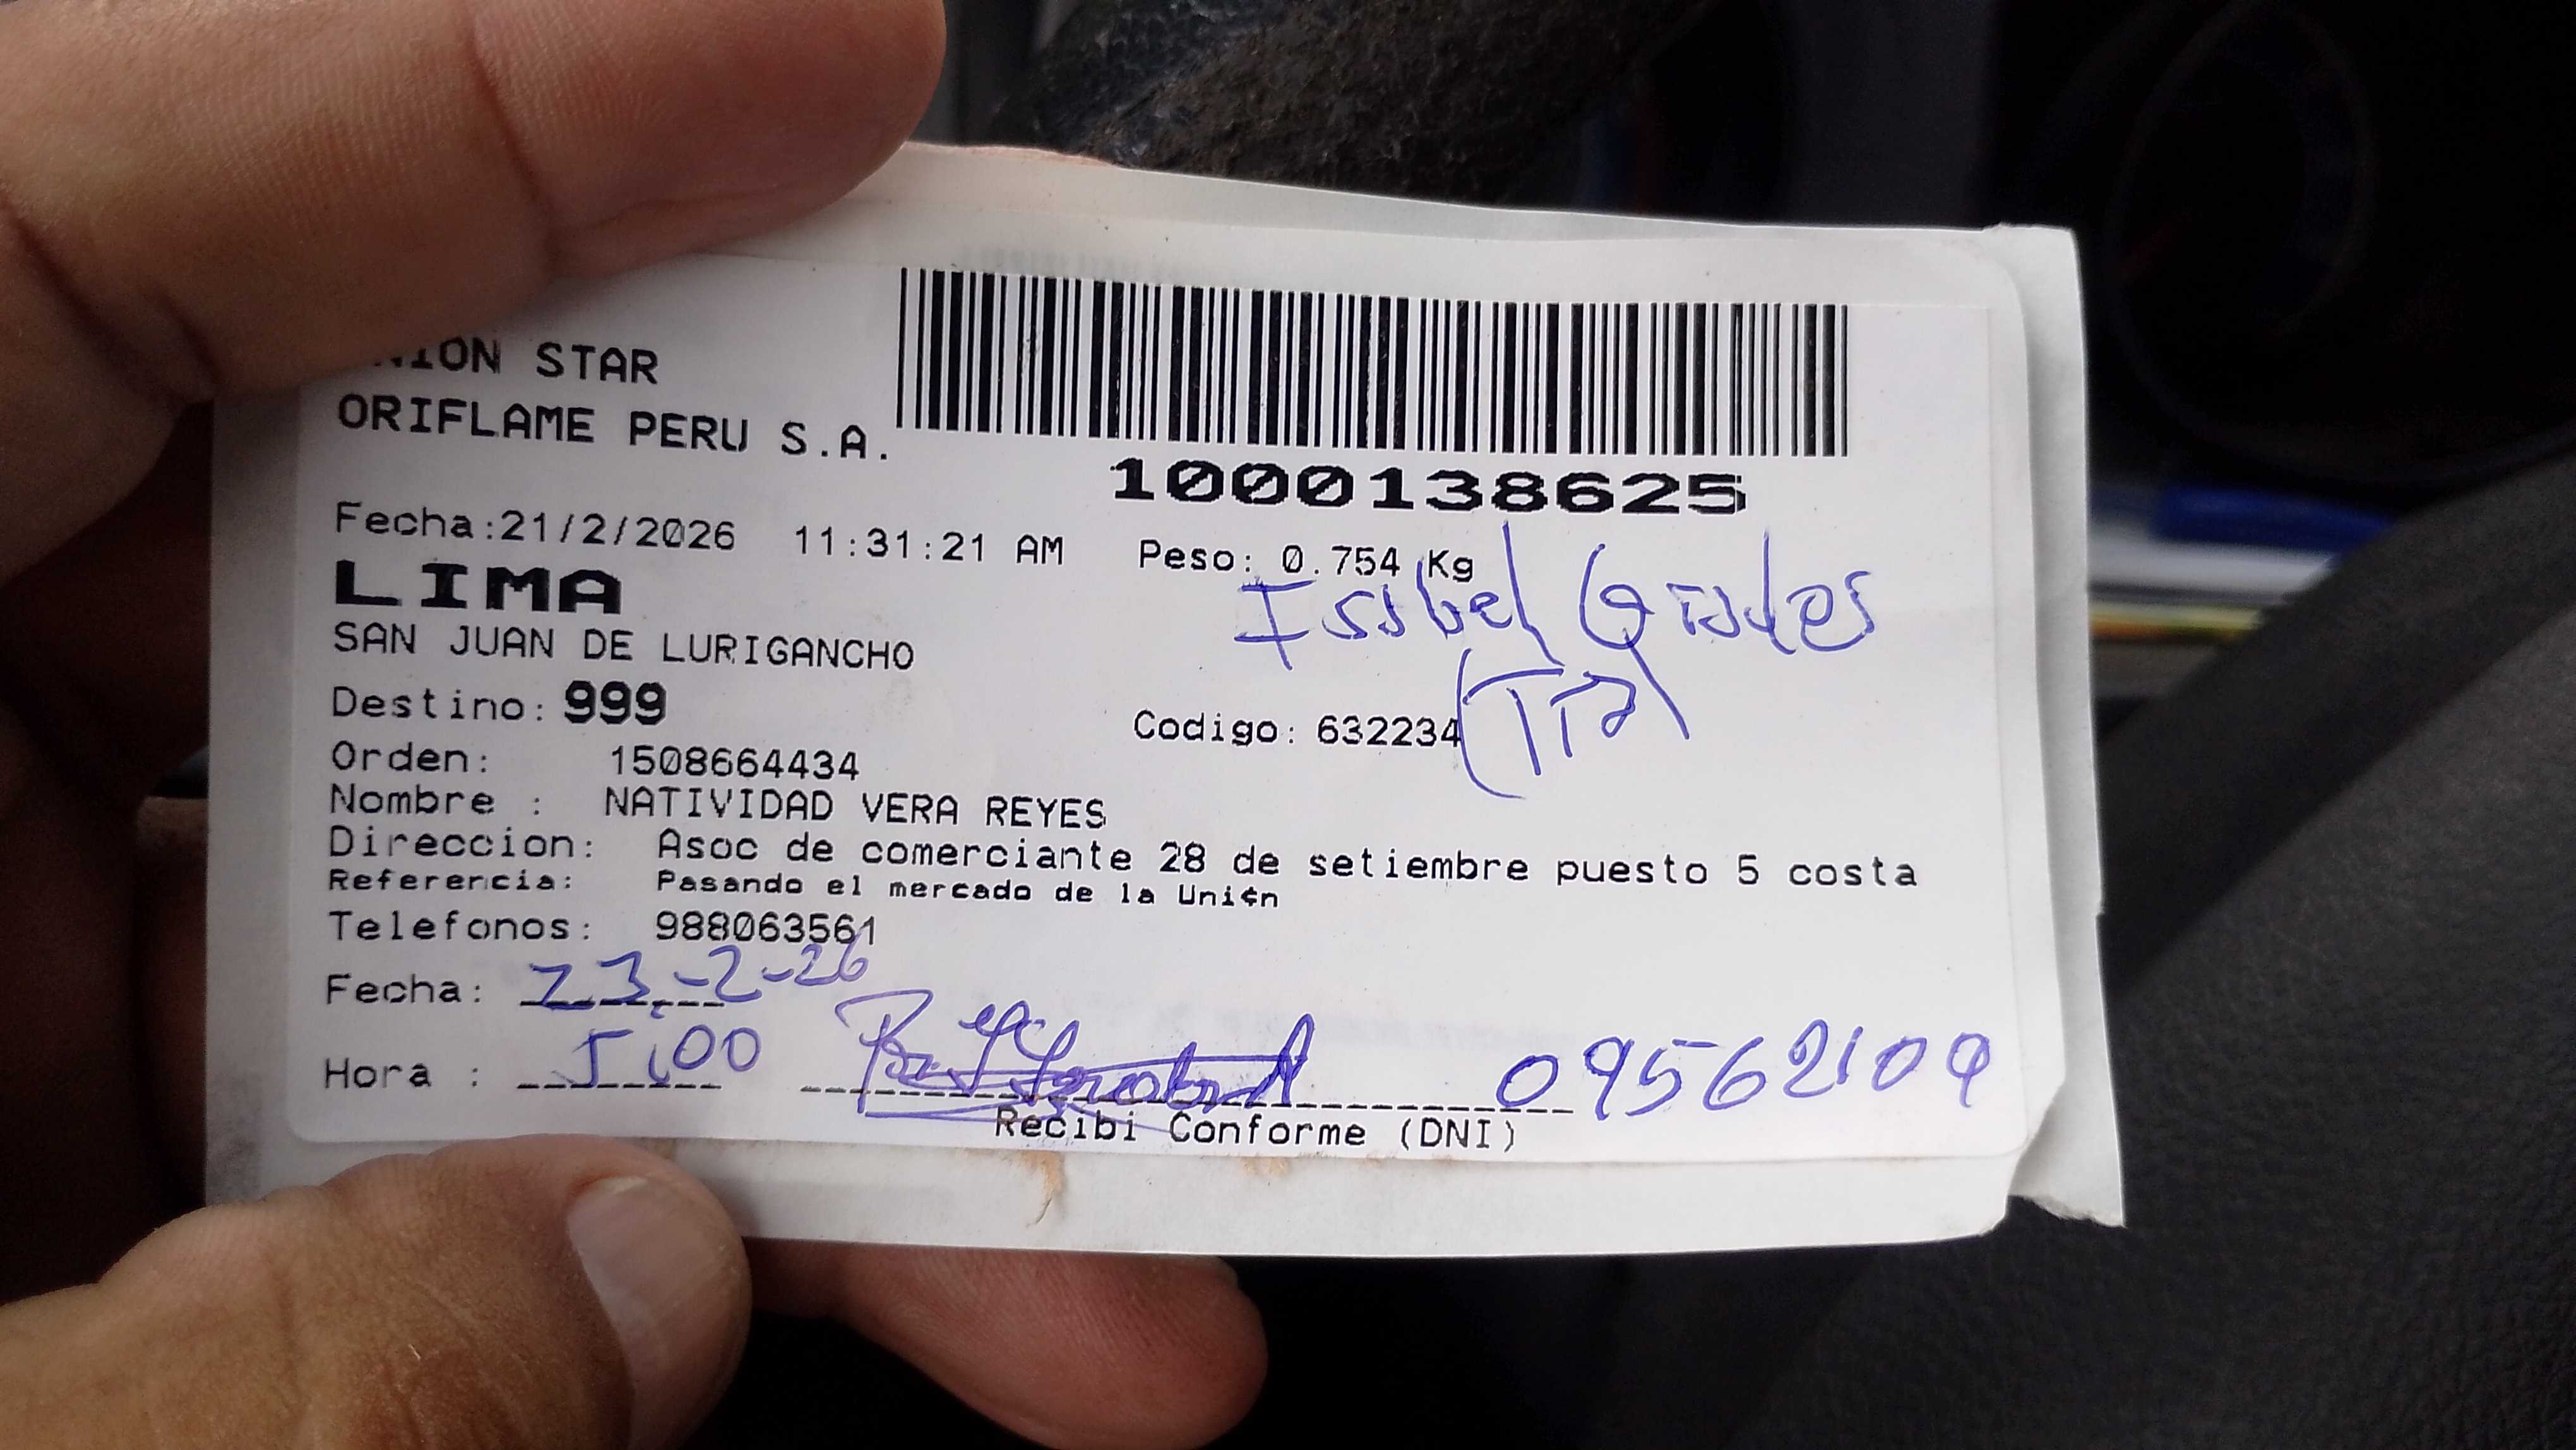 NION STAR
ORIFLAME PERU S.A.
1000138625
Fecha:21/2/2026 11:31:21 AM Peso: 0.754 Kg
LIMA
Isabel
SAN JUAN DE LURIGANCHO
Destino: 999
Codigo: 632234
Orden: 1508664434
Nombre : NATIVIDAD VERA REYES
Direccion: Asoc de comerciante 28 de setiembre puesto 5 costa
Referencia: Pasando el mercado de la Uni¢n
Telefonos: 988063561
Fecha: 23-2-26
Hora : 5:00 09562109
Recibi Conforme (DNI)